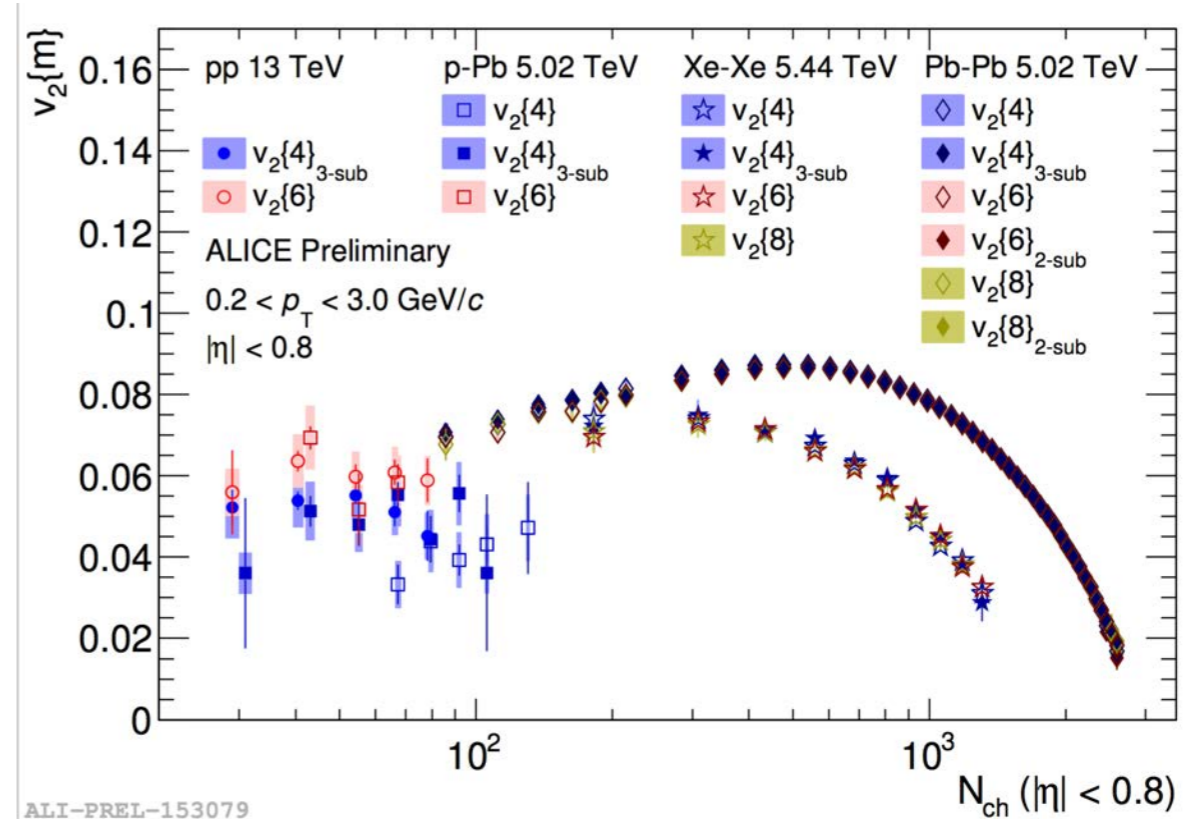 v2{m}
0.16
0.14
0.12
0.1
0.08
0.06
0.04
0.02
0
pp 13 TeV
v2{4}3-sub
v2{6}
p-Pb 5.02 TeV
v2{4}
v2{4}3-sub
v2{6}
Xe-Xe 5.44 TeV
v2{4}
v2{4}3-sub
v2{6}
v2{8}
Pb-Pb 5.02 TeV
v2{4}
v2{4}3-sub
v2{6}
v2{6}2-sub
v2{8}
v2{8}2-sub
ALICE Preliminary
0.2 < pT < 3.0 GeV/c
|η| < 0.8
10²
10³
Nch (|η| < 0.8)
ALI-PREL-153079